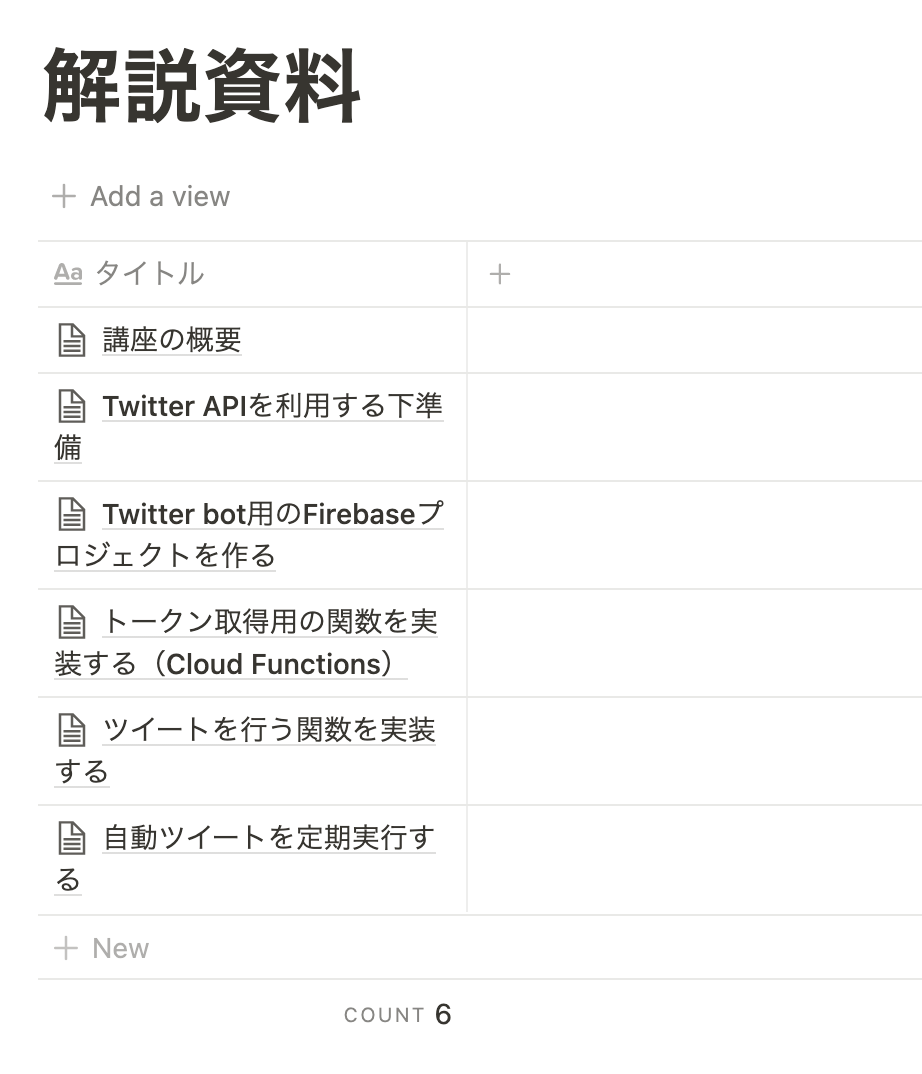 解説資料
+ Add a view
Aa タイトル +
講座の概要
Twitter APIを利用する下準
備
Twitter bot用のFirebaseプ
ロジェクトを作る
トークン取得用の関数を実
装する（Cloud Functions）
ツイートを行う関数を実装
する
自動ツイートを定期実行す
る
+ New
COUNT 6